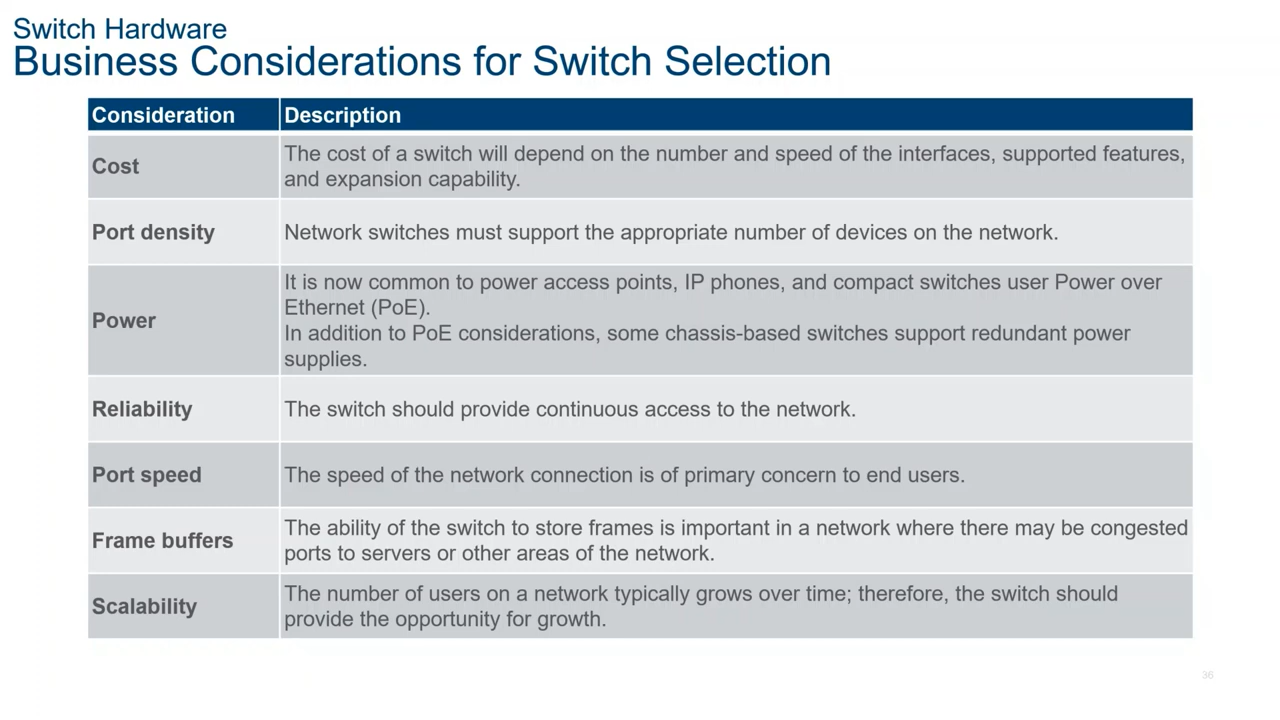 Switch Hardware
Business Considerations for Switch Selection
Consideration Description
Cost
The cost of a switch will depend on the number and speed of the interfaces, supported features,
and expansion capability.
Port density
Network switches must support the appropriate number of devices on the network.
Power
It is now common to power access points, IP phones, and compact switches user Power over
Ethernet (PoE).
In addition to PoE considerations, some chassis-based switches support redundant power
supplies.
Reliability
The switch should provide continuous access to the network.
Port speed
The speed of the network connection is of primary concern to end users.
Frame buffers
The ability of the switch to store frames is important in a network where there may be congested
ports to servers or other areas of the network.
Scalability
The number of users on a network typically grows over time; therefore, the switch should
provide the opportunity for growth.
36